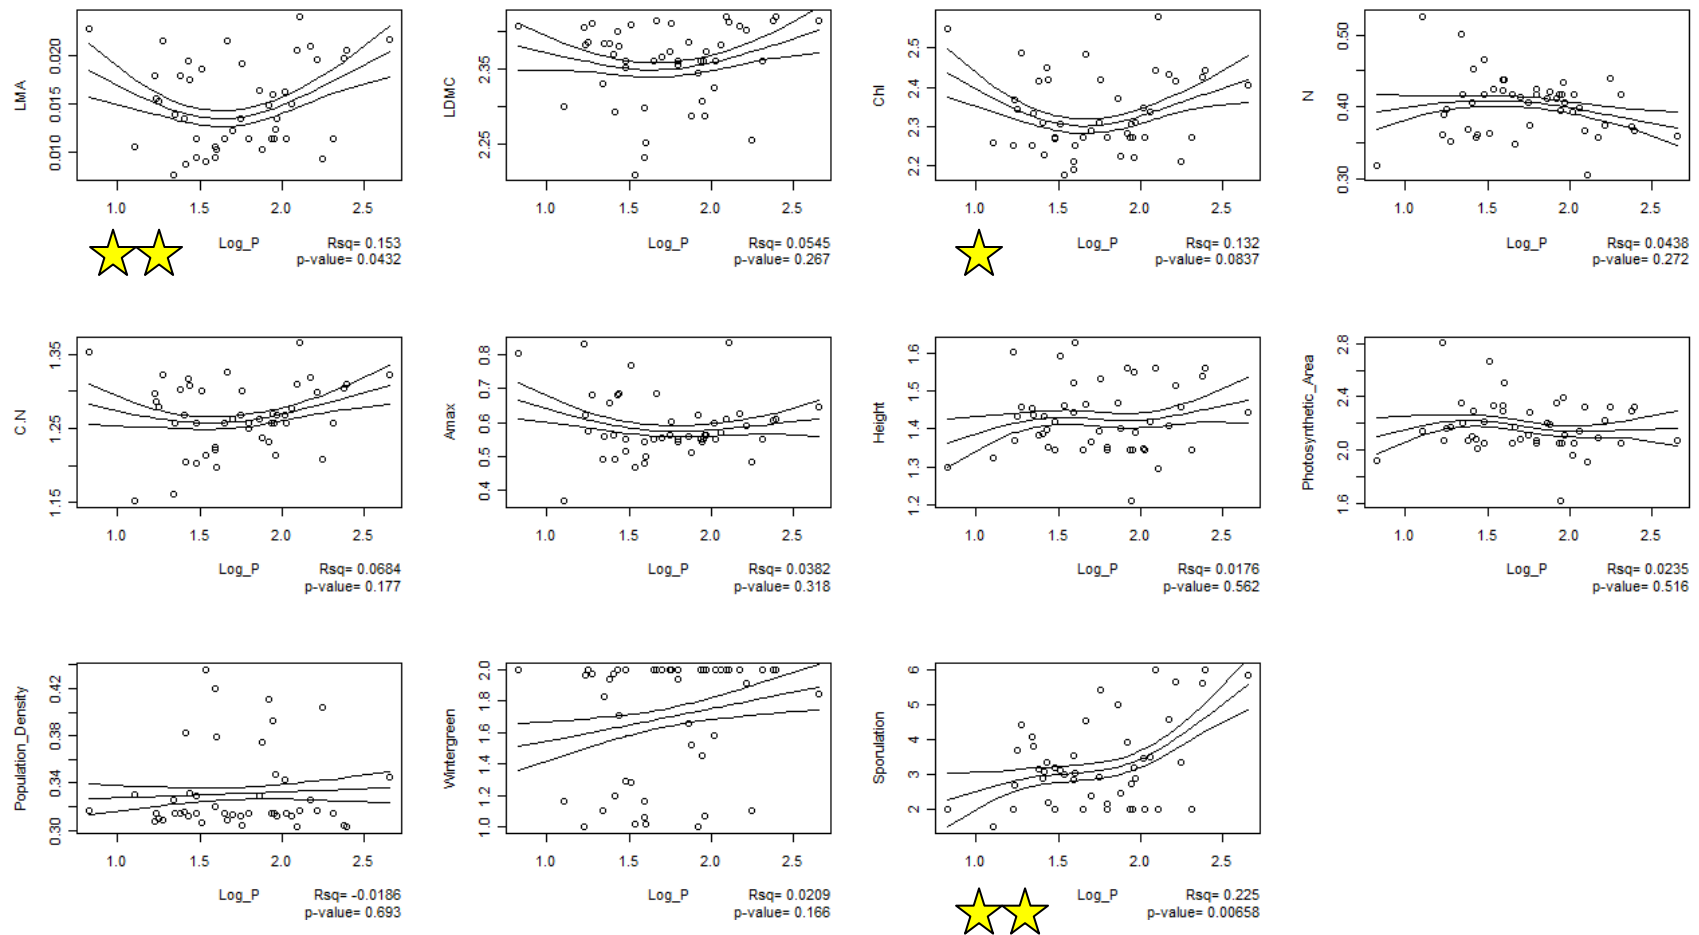 LMA
0.010 0.015 0.020
1.0 1.5 2.0 2.5
Log_P
Rsq= 0.153
p-value= 0.0432
LDMC
2.25 2.35
1.0 1.5 2.0 2.5
Log_P
Rsq= 0.0545
p-value= 0.267
Chl
2.2 2.3 2.4 2.5
1.0 1.5 2.0 2.5
Log_P
Rsq= 0.132
p-value= 0.0837
N
0.30 0.40 0.50
1.0 1.5 2.0 2.5
Log_P
Rsq= 0.0438
p-value= 0.272
C.N
1.15 1.25 1.35
1.0 1.5 2.0 2.5
Log_P
Rsq= 0.0684
p-value= 0.177
Amax
0.4 0.5 0.6 0.7 0.8
1.0 1.5 2.0 2.5
Log_P
Rsq= 0.0382
p-value= 0.318
Height
1.2 1.3 1.4 1.5 1.6
1.0 1.5 2.0 2.5
Log_P
Rsq= 0.0176
p-value= 0.562
Photosynthetic_Area
1.6 2.0 2.4 2.8
1.0 1.5 2.0 2.5
Log_P
Rsq= 0.0235
p-value= 0.516
Population_Density
0.30 0.34 0.38 0.42
1.0 1.5 2.0 2.5
Log_P
Rsq= -0.0186
p-value= 0.693
Wintergreen
1.0 1.2 1.4 1.6 1.8 2.0
1.0 1.5 2.0 2.5
Log_P
Rsq= 0.0209
p-value= 0.166
Sporulation
2 3 4 5 6
1.0 1.5 2.0 2.5
Log_P
Rsq= 0.225
p-value= 0.00658